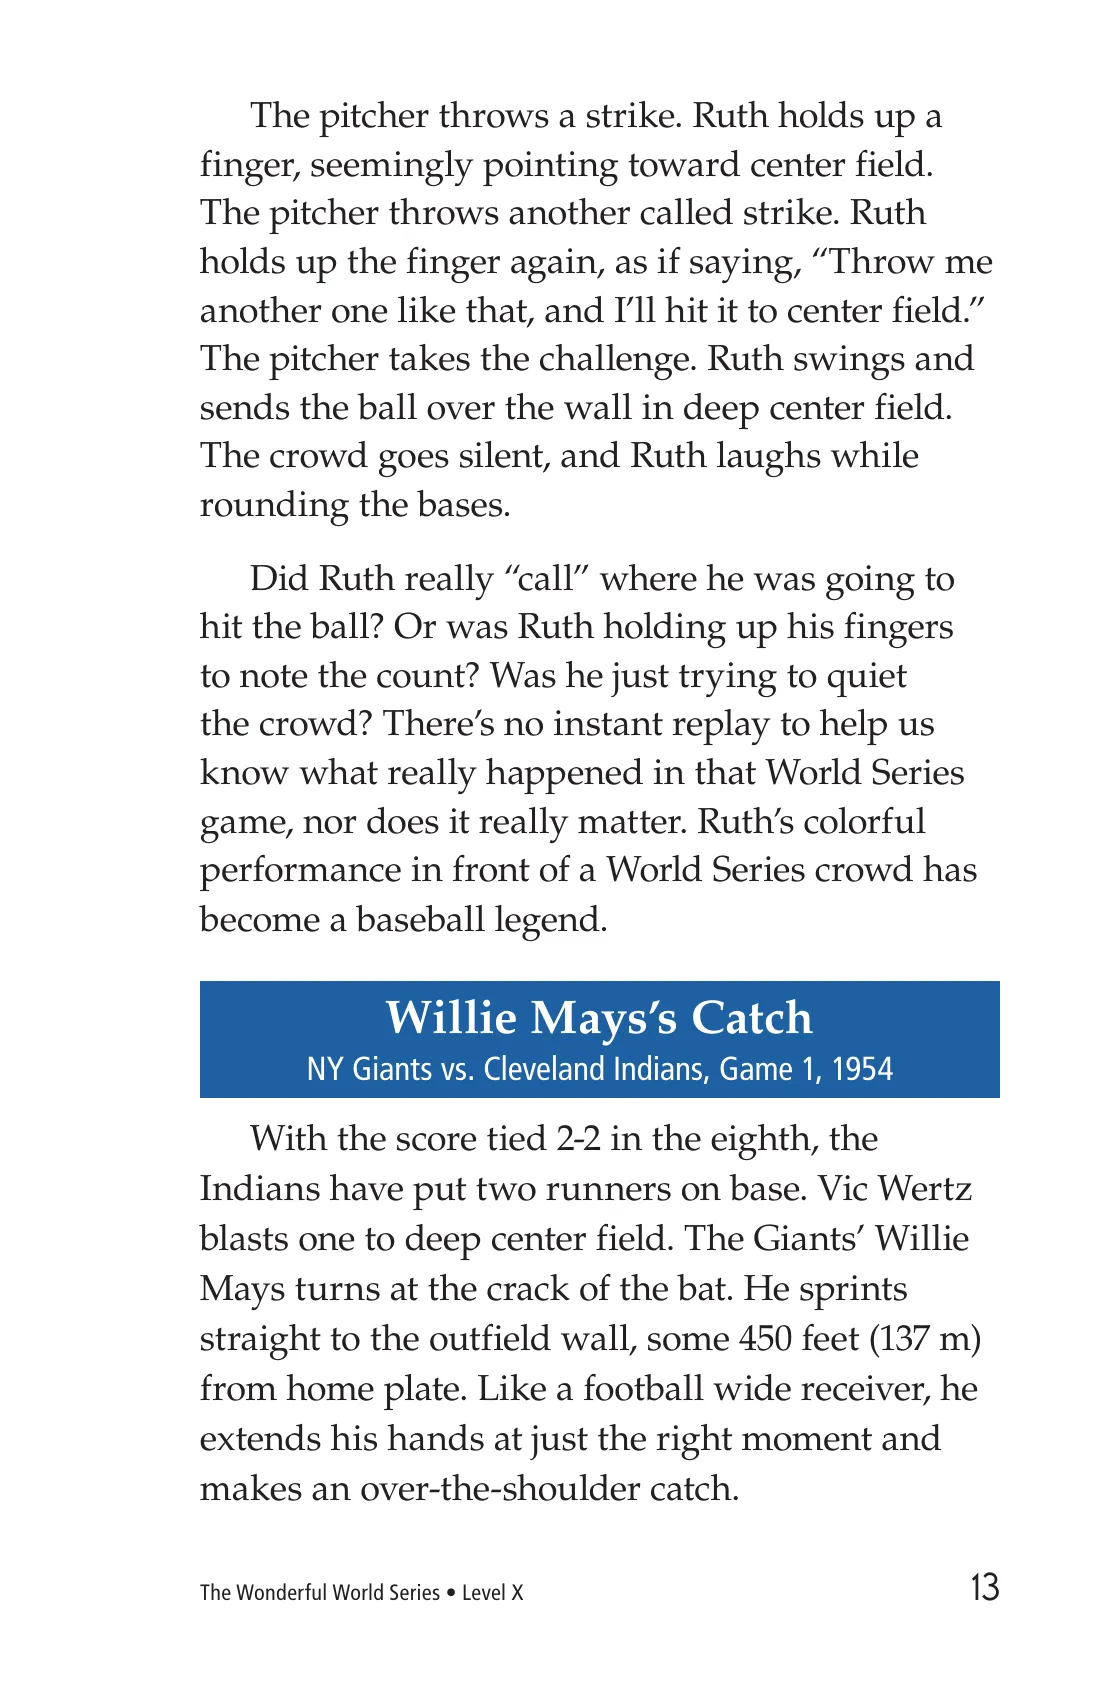 The pitcher throws a strike. Ruth holds up a
finger, seemingly pointing toward center field.
The pitcher throws another called strike. Ruth
holds up the finger again, as if saying, “Throw me
another one like that, and I’ll hit it to center field.”
The pitcher takes the challenge. Ruth swings and
sends the ball over the wall in deep center field.
The crowd goes silent, and Ruth laughs while
rounding the bases.
Did Ruth really “call” where he was going to
hit the ball? Or was Ruth holding up his fingers
to note the count? Was he just trying to quiet
the crowd? There’s no instant replay to help us
know what really happened in that World Series
game, nor does it really matter. Ruth’s colorful
performance in front of a World Series crowd has
become a baseball legend.
Willie Mays’s Catch
NY Giants vs. Cleveland Indians, Game 1, 1954
With the score tied 2-2 in the eighth, the
Indians have put two runners on base. Vic Wertz
blasts one to deep center field. The Giants’ Willie
Mays turns at the crack of the bat. He sprints
straight to the outfield wall, some 450 feet (137 m)
from home plate. Like a football wide receiver, he
extends his hands at just the right moment and
makes an over-the-shoulder catch.
The Wonderful World Series • Level X
13